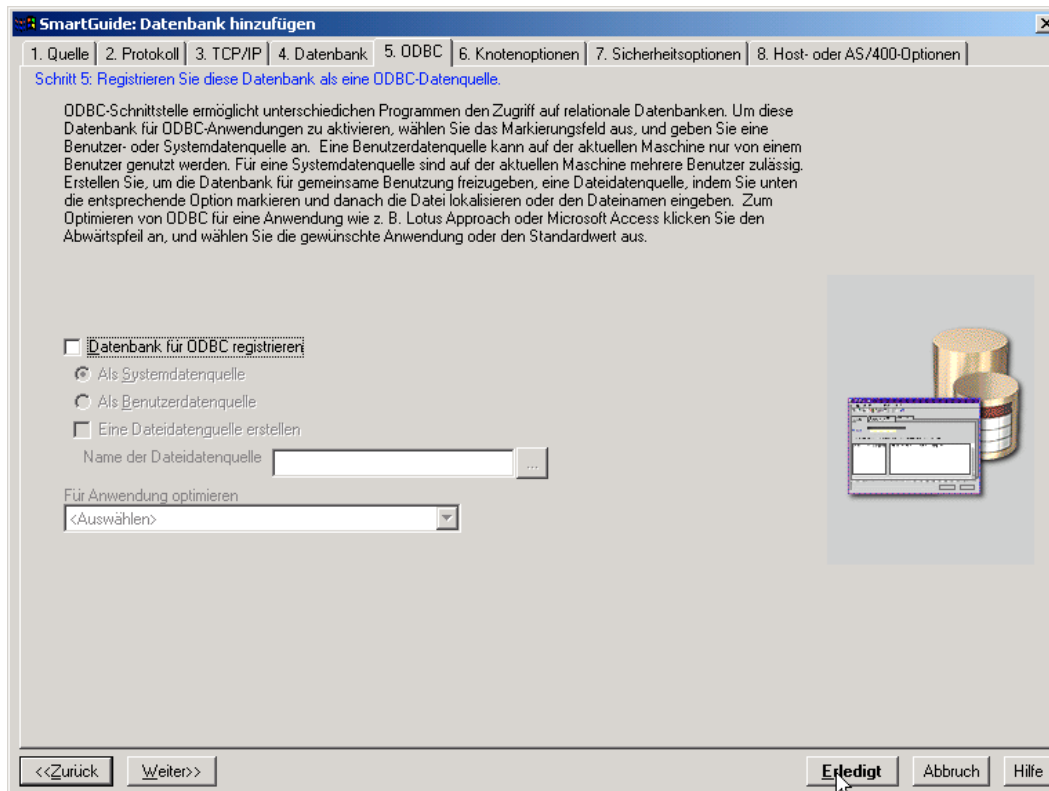 SmartGuide: Datenbank hinzufügen
1. Quelle 2. Protokoll 3. TCP/IP 4. Datenbank 5. ODBC 6. Knotenoptionen 7. Sicherheitsoptionen 8. Host- oder AS/400-Optionen
Schritt 5: Registrieren Sie diese Datenbank als eine ODBC-Datenquelle.
ODBC-Schnittstelle ermöglicht unterschiedichen Programmen den Zugriff auf relationale Datenbanken. Um diese
Datenbank für ODBC-Anwendungen zu aktivieren, wählen Sie das Markierungsfeld aus, und geben Sie eine
Benutzer- oder Systemdatenquelle an. Eine Benutzerdatenquelle kann auf der aktuellen Maschine nur von einem
Benutzer genutzt werden. Für eine Systemdatenquelle sind auf der aktuellen Maschine mehrere Benutzer zulässig.
Erstellen Sie, um die Datenbank für gemeinsame Benutzung freizugeben, eine Dateidatenquelle, indem Sie unten
die entsprechende Option markieren und danach die Datei lokalisieren oder den Dateinamen eingeben. Zum
Optimieren von ODBC für eine Anwendung wie z. B. Lotus Approach oder Microsoft Access klicken Sie den
Abwärtspfeil an, und wählen Sie die gewünschte Anwendung oder den Standardwert aus.
Datenbank für ODBC registrieren
Als Systemdatenquelle
Als Benutzerdatenquelle
Eine Dateidatenquelle erstellen
Name der Dateidatenquelle ...
Für Anwendung optimieren
<Auswählen>
<<Zurück Weiter>> Erledigt Abbruch Hilfe